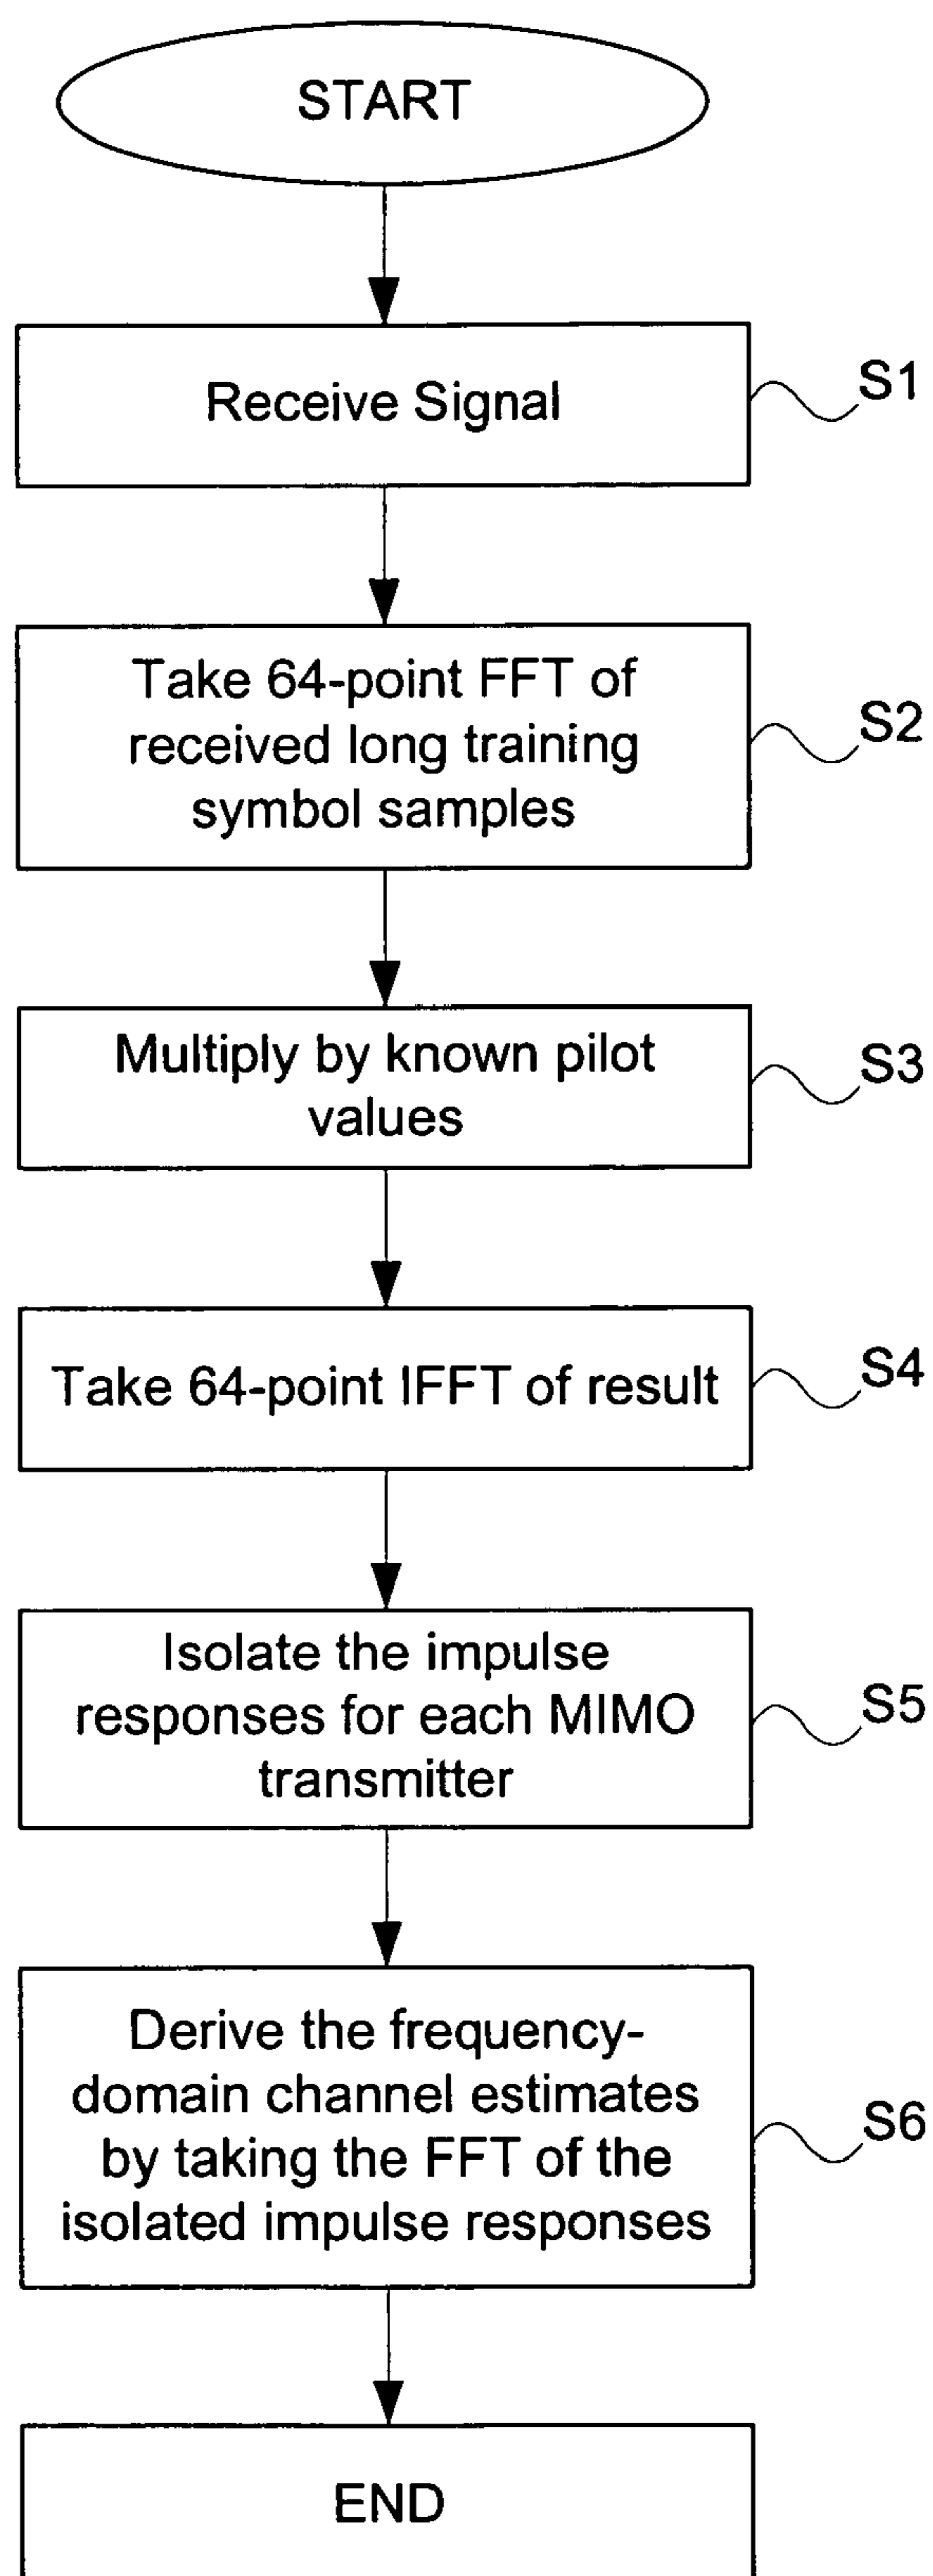 START
Receive Signal
S1
Take 64-point FFT of
received long training
symbol samples
S2
Multiply by known pilot
values
S3
Take 64-point IFFT of result
S4
Isolate the impulse
responses for each MIMO
transmitter
S5
Derive the frequency-
domain channel estimates
by taking the FFT of the
isolated impulse responses
S6
END